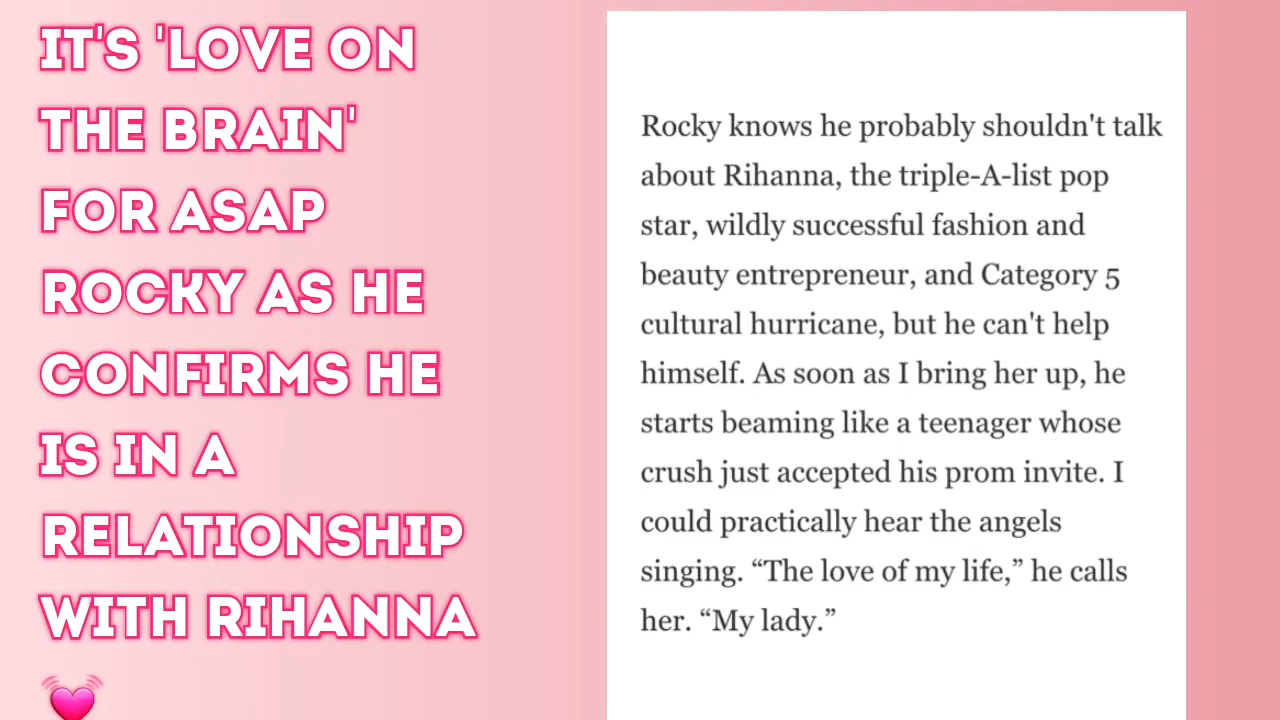 IT'S 'LOVE ON
THE BRAIN'
FOR ASAP
ROCKY AS HE
CONFIRMS HE
IS IN A
RELATIONSHIP
WITH RIHANNA
💓
Rocky knows he probably shouldn't talk
about Rihanna, the triple-A-list pop
star, wildly successful fashion and
beauty entrepreneur, and Category 5
cultural hurricane, but he can't help
himself. As soon as I bring her up, he
starts beaming like a teenager whose
crush just accepted his prom invite. I
could practically hear the angels
singing. “The love of my life,” he calls
her. “My lady.”